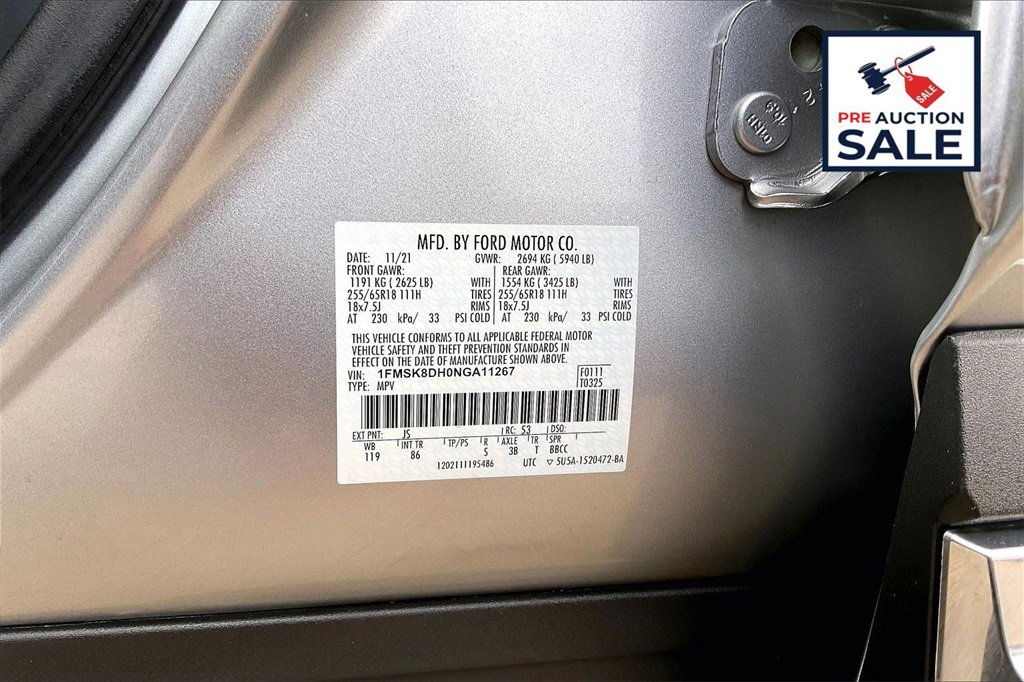 PRE AUCTION
SALE
SALE
MFD. BY FORD MOTOR CO.
DATE: 11/21 GVWR: 2694 KG ( 5940 LB)
FRONT GAWR: REAR GAWR:
1191 KG ( 2625 LB) 1554 KG ( 3425 LB)
255/65R18 111H TIRES 255/65R18 111H TIRES
18x7.5J RIMS 18x7.5J RIMS
AT 230 kPa/ 33 PSI COLD AT 230 kPa/ 33 PSI COLD
THIS VEHICLE CONFORMS TO ALL APPLICABLE FEDERAL MOTOR
VEHICLE SAFETY AND THEFT PREVENTION STANDARDS IN
EFFECT ON THE DATE OF MANUFACTURE SHOWN ABOVE.
VIN: 1FMSK8DH0NGA11267 F0111
TYPE: MPV T0325
EXT PNT: JS RC: 53 DSO:
WB INT TR TP/PS R AXLE TR SPR
119 86 S 3B T BBCC
1202111195486 UTC ▽ 5U5A-1520472-BA